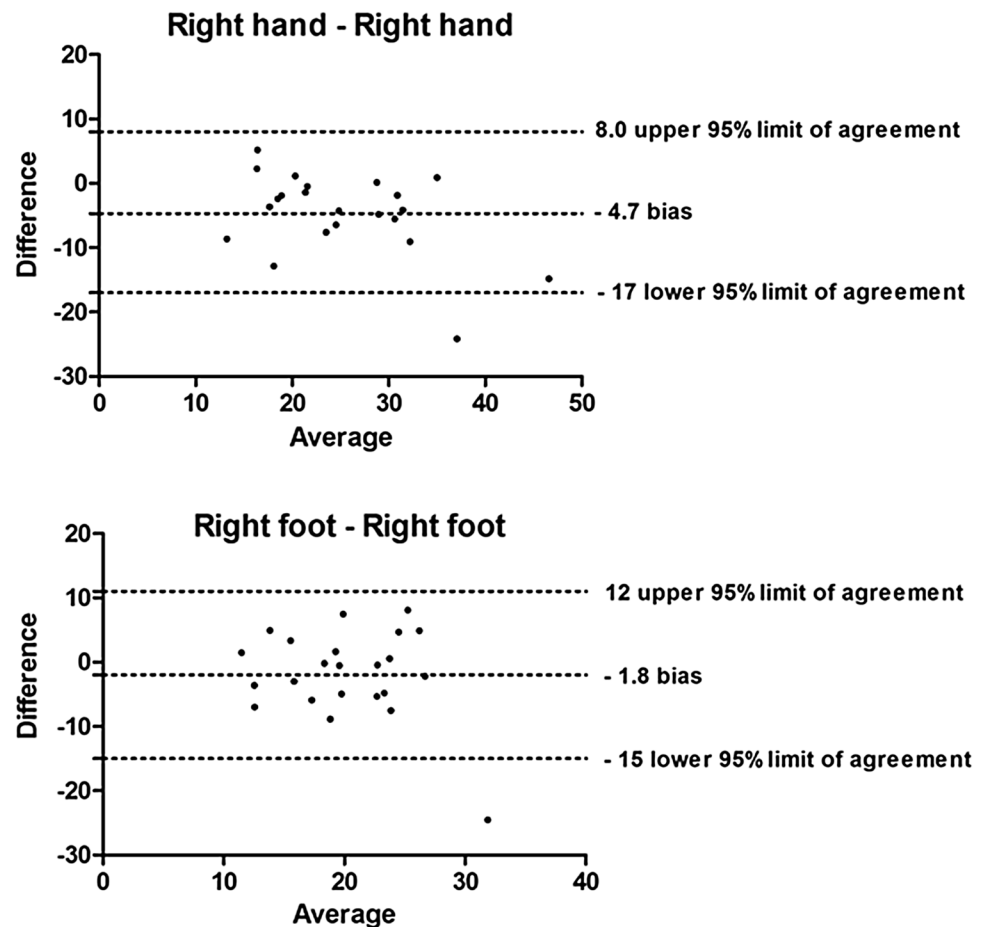 Right hand - Right hand
20
10
0
-10
-20
-30
Difference
8.0 upper 95% limit of agreement
- 4.7 bias
- 17 lower 95% limit of agreement
0 10 20 30 40 50
Average
Right foot - Right foot
20
10
0
-10
-20
-30
Difference
12 upper 95% limit of agreement
- 1.8 bias
- 15 lower 95% limit of agreement
0 10 20 30 40
Average